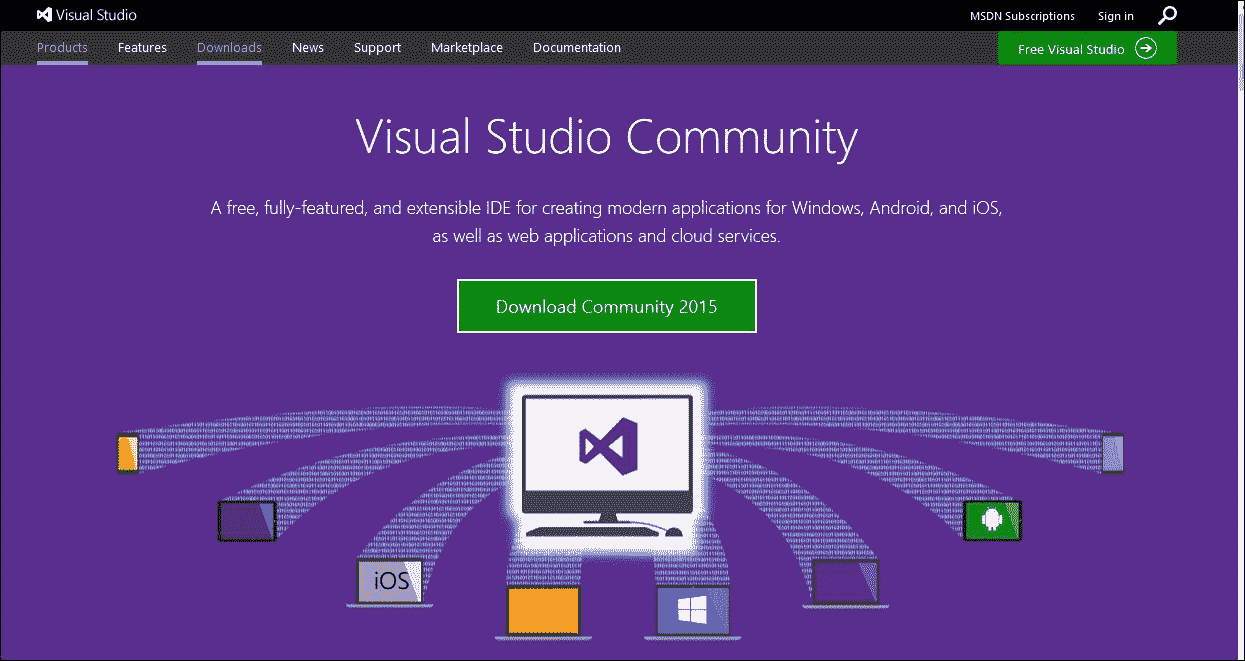 Visual Studio
MSDN Subscriptions Sign in
Products Features Downloads News Support Marketplace Documentation
Free Visual Studio
Visual Studio Community
A free, fully-featured, and extensible IDE for creating modern applications for Windows, Android, and iOS,
as well as web applications and cloud services.
Download Community 2015
iOS